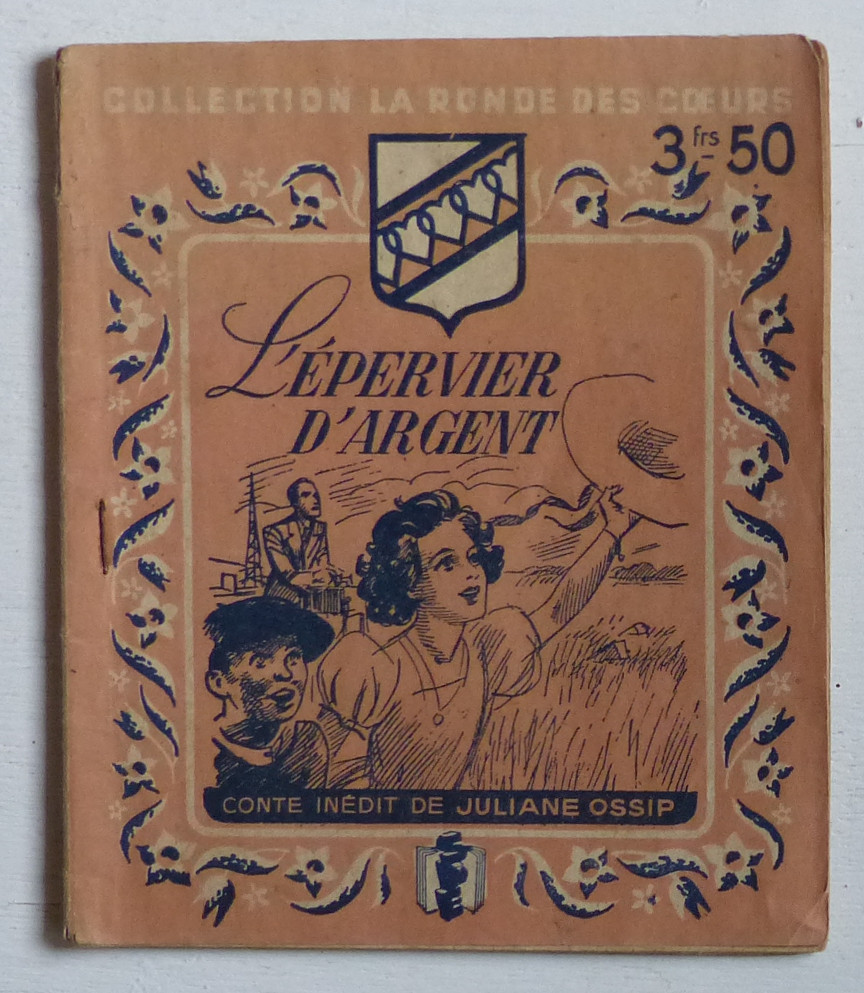 COLLECTION LA RONDE DES CŒURS
3 frs 50
L'ÉPERVIER
D'ARGENT
CONTE INÉDIT DE JULIANE OSSIP